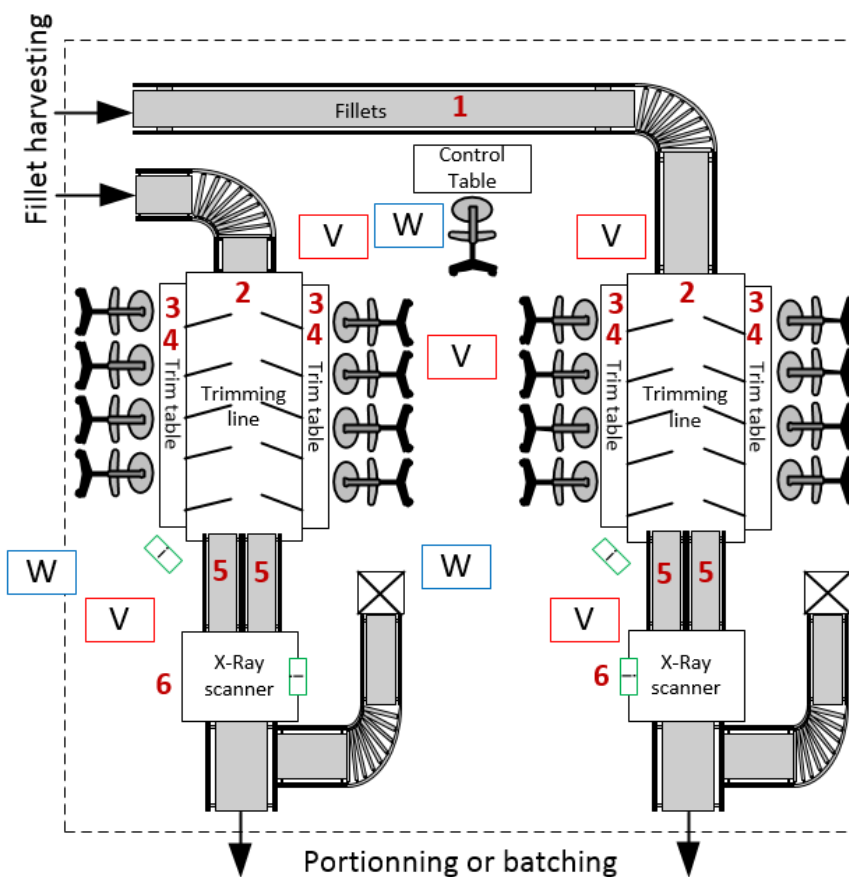 Fillet harvesting
Fillets 1
Control
Table
V W V
2 2
3 3 3 3
4 4 4 4
V
Trim table
Trimming
line
Trim table
Trim table
Trimming
line
Trim table
i i
W 5 5 W 5 5
V V
6 X-Ray
scanner
i
6 i
X-Ray
scanner
Portionning or batching